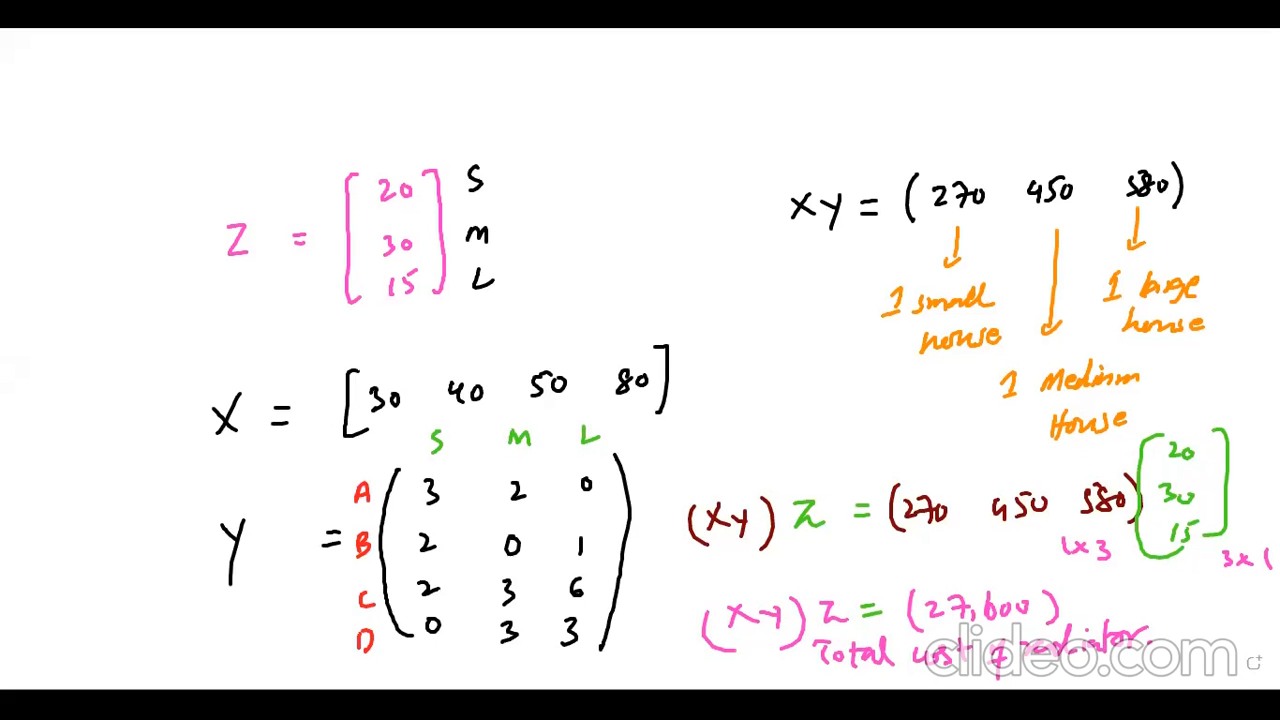 Z = [20 30 15] S M L
XY = (270 450 580)
1 small house
1 Medium House
1 large house
X = [30 40 50 80]
S M L
Y =
A (3 2 0
B 2 0 1
C 2 3 6
D 0 3 3)
(XY) Z = (270 450 580) [20 30 15]
1x3
3x1
(XY) Z = (27,600)
Total cost of radiator.
clideo.com